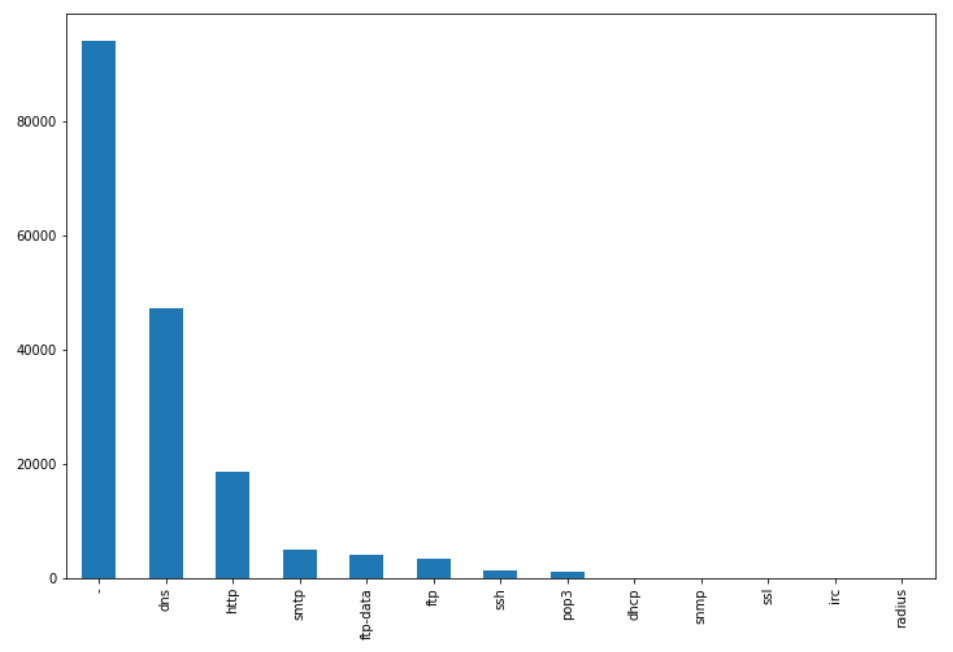 80000
60000
40000
20000
0
-
dns
http
smtp
ftp-data
ftp
ssh
pop3
dhcp
snmp
ssl
irc
radius